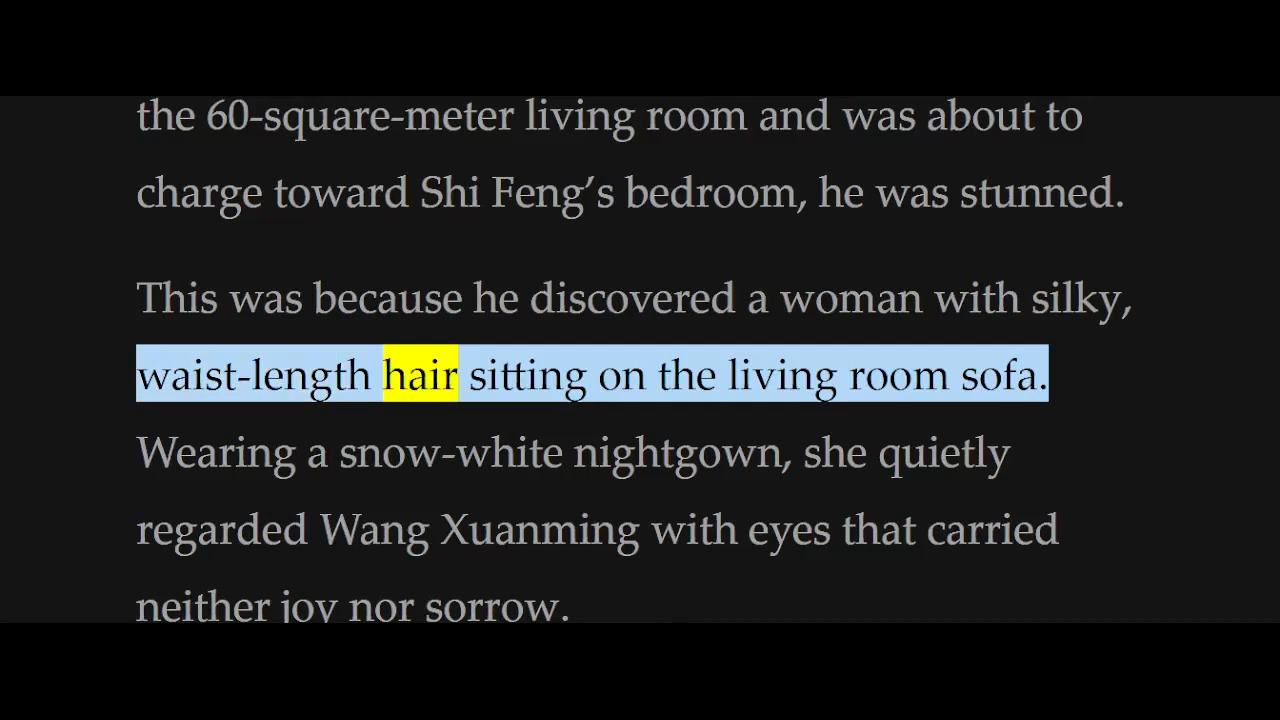 the 60-square-meter living room and was about to
charge toward Shi Feng’s bedroom, he was stunned.
This was because he discovered a woman with silky,
waist-length hair sitting on the living room sofa.
Wearing a snow-white nightgown, she quietly
regarded Wang Xuanming with eyes that carried
neither joy nor sorrow.